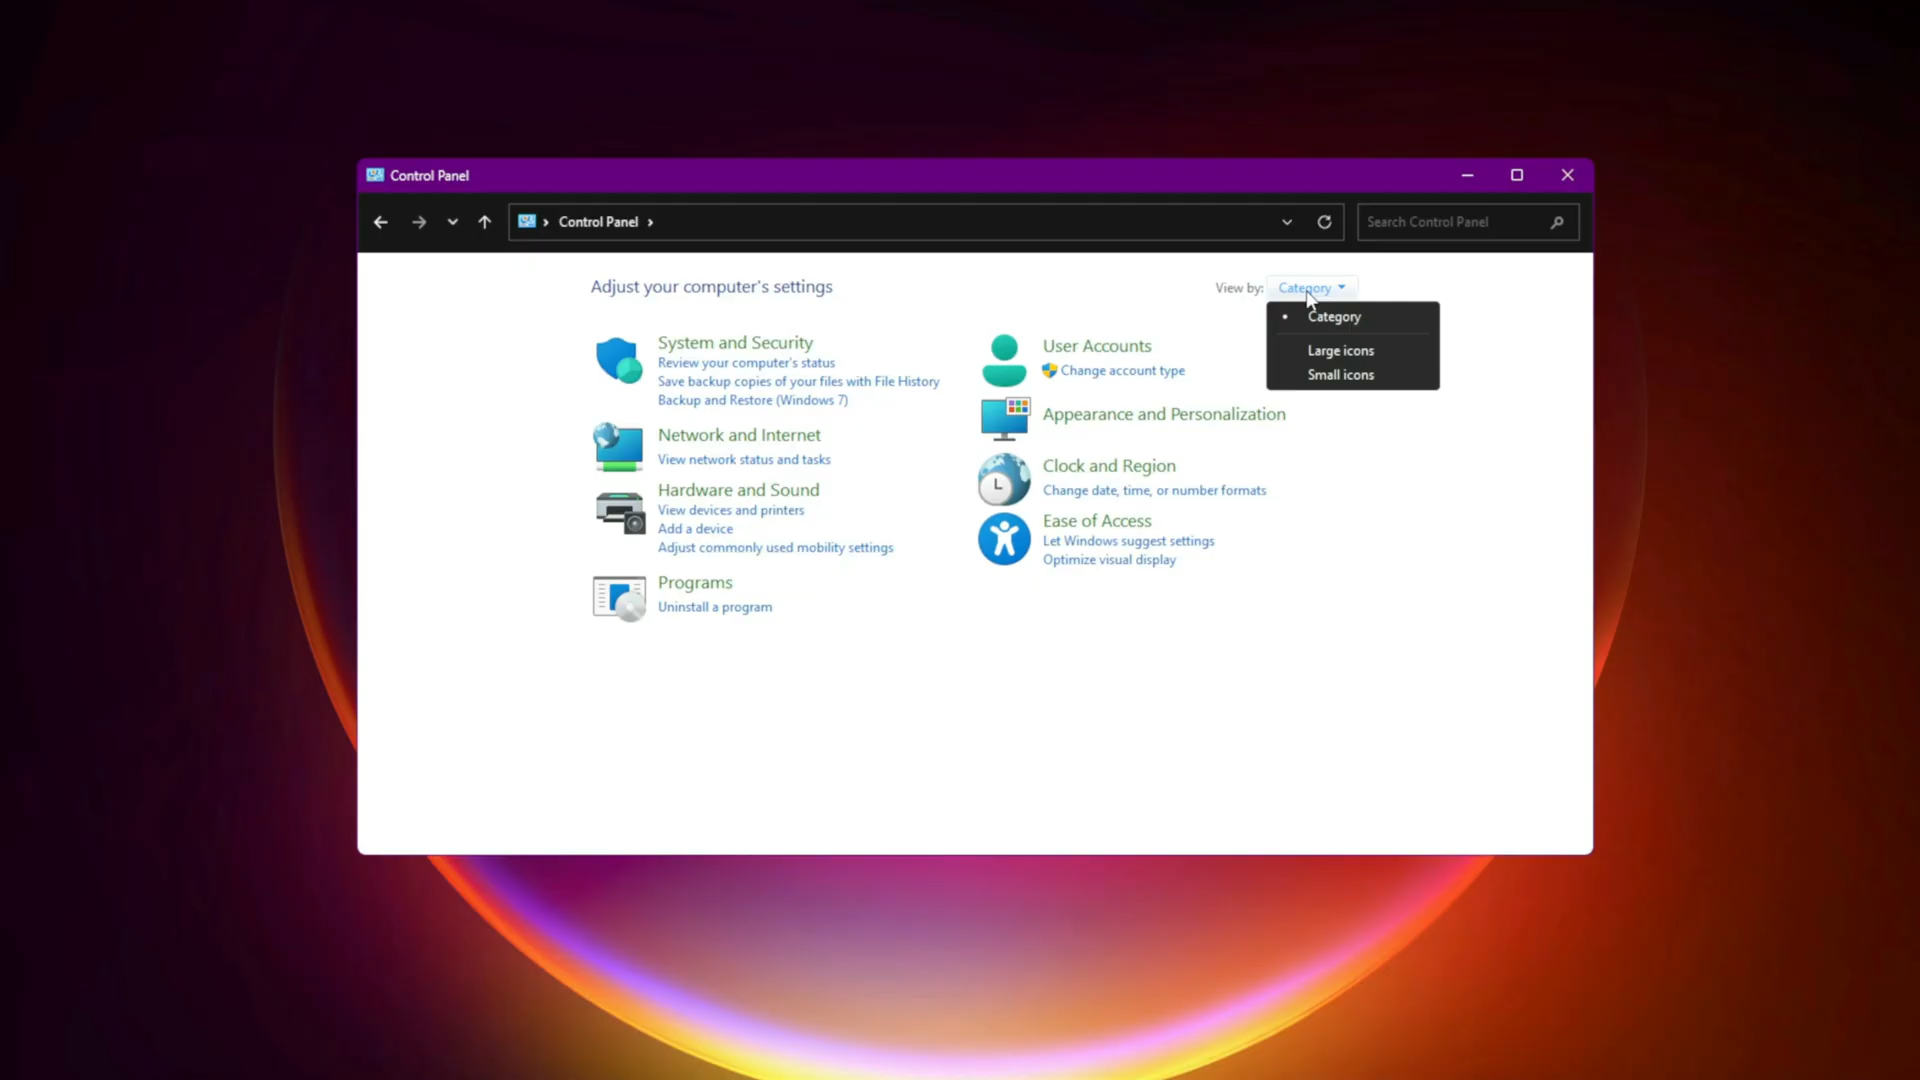 Control Panel
Control Panel
Search Control Panel
Adjust your computer's settings
View by: Category
Category
Large icons
Small icons
System and Security
Review your computer's status
Save backup copies of your files with File History
Backup and Restore (Windows 7)
Network and Internet
View network status and tasks
Hardware and Sound
View devices and printers
Add a device
Adjust commonly used mobility settings
Programs
Uninstall a program
User Accounts
Change account type
Appearance and Personalization
Clock and Region
Change date, time, or number formats
Ease of Access
Let Windows suggest settings
Optimize visual display